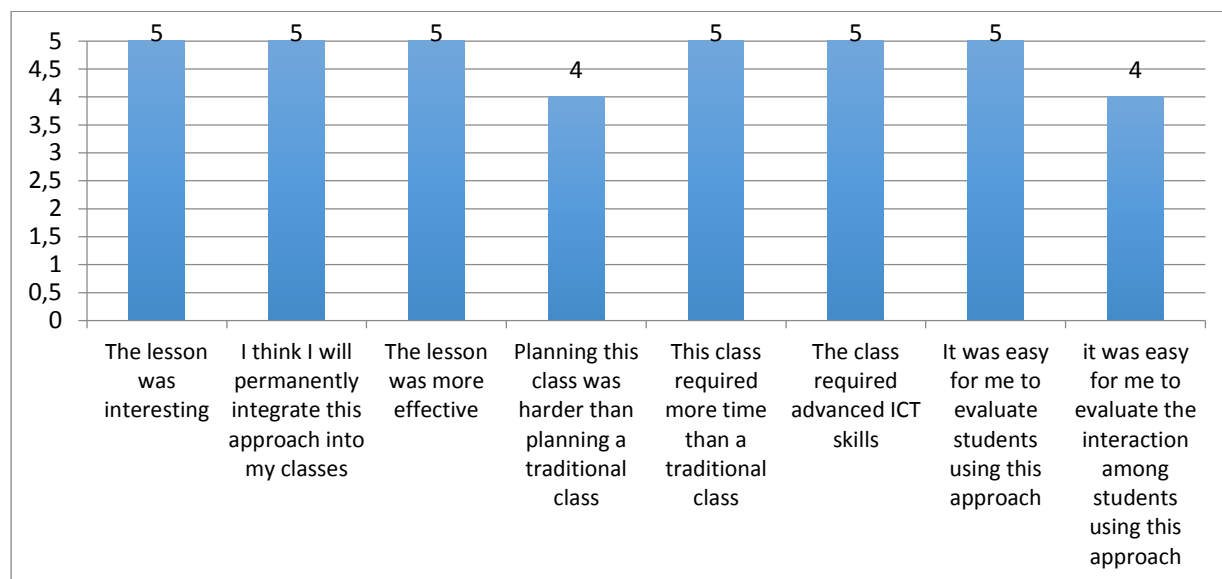 5
5
5
4
5
5
5
4
5
4,5
4
3,5
3
2,5
2
1,5
1
0,5
0
The lesson
was
interesting
I think I will
permanently
integrate this
approach into
my classes
The lesson
was more
effective
Planning this
class was
harder than
planning a
traditional
class
This class
required
more time
than a
traditional
class
The class
required
advanced ICT
skills
It was easy
for me to
evaluate
students
using this
approach
it was easy
for me to
evaluate the
interaction
among
students
using this
approach